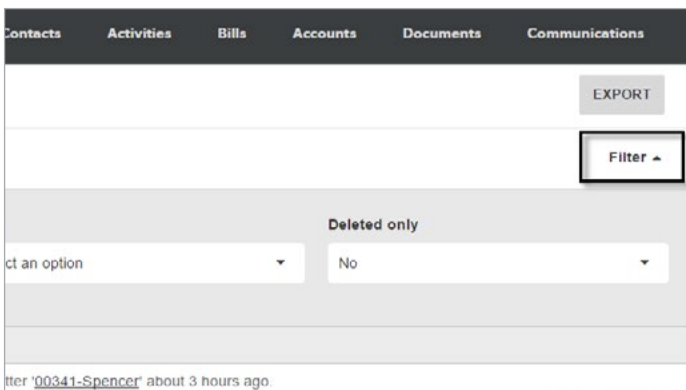 Contacts Activities Bills Accounts Documents Communications
EXPORT
Filter
Deleted only
ct an option No
tter '00341-Spencer' about 3 hours ago.